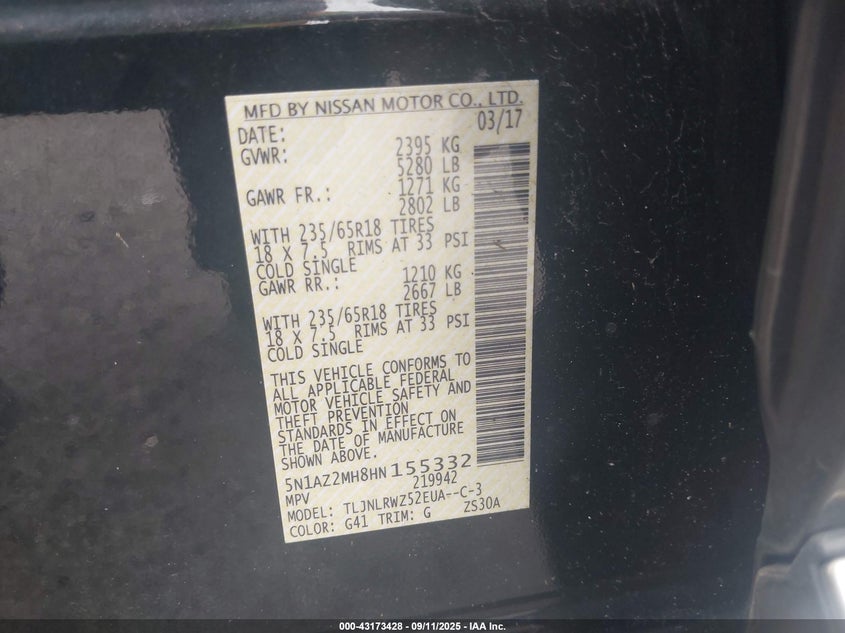 MFD BY NISSAN MOTOR CO., LTD.
DATE: 03/17
GVWR: 2395 KG
5280 LB
GAWR FR.: 1271 KG
2802 LB
WITH 235/65R18 TIRES
18 X 7.5 RIMS AT 33 PSI
COLD SINGLE
GAWR RR.: 1210 KG
2667 LB
WITH 235/65R18 TIRES
18 X 7.5 RIMS AT 33 PSI
COLD SINGLE
THIS VEHICLE CONFORMS TO
ALL APPLICABLE FEDERAL
MOTOR VEHICLE SAFETY AND
THEFT PREVENTION
STANDARDS IN EFFECT ON
THE DATE OF MANUFACTURE
SHOWN ABOVE.
5N1AZ2MH8HN155332
MPV 219942
MODEL: TLJNLRWZ52EUA--C-3
COLOR: G41 TRIM: G ZS30A
000-43173428 - 09/11/2025 - IAA Inc.